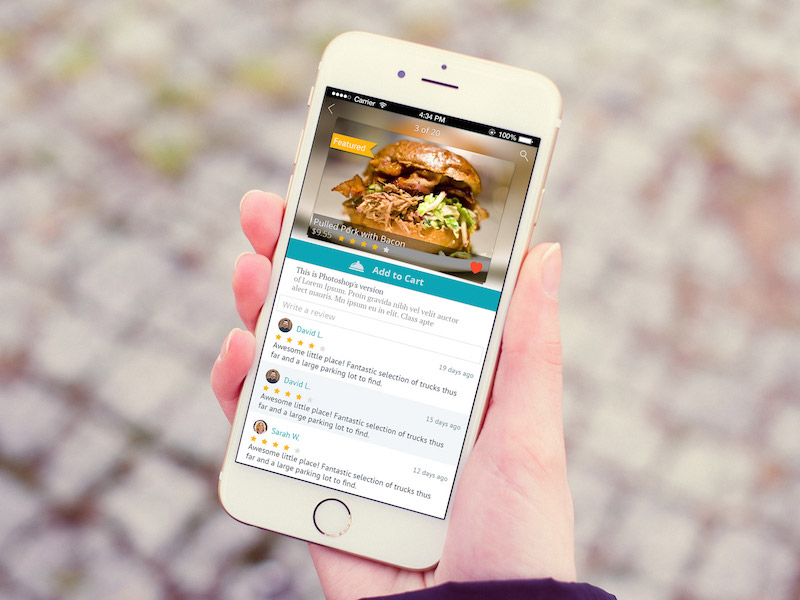 Carrier
4:34 PM
100%
3 of 20
Featured
Pulled Pork with Bacon
$9.55
Add to Cart
This is Photoshop's version
of Lorem Ipsum. Proin gravida nibh vel velit auctor
alect mauris. Mu ipsum eu in elit. Class apte
Write a review
David L.
19 days ago
Awesome little place! Fantastic selection of trucks thus
far and a large parking lot to find.
David L.
15 days ago
Awesome little place! Fantastic selection of trucks thus
far and a large parking lot to find.
Sarah W.
12 days ago
Awesome little place! Fantastic selection of trucks thus
far and a large parking lot to find.